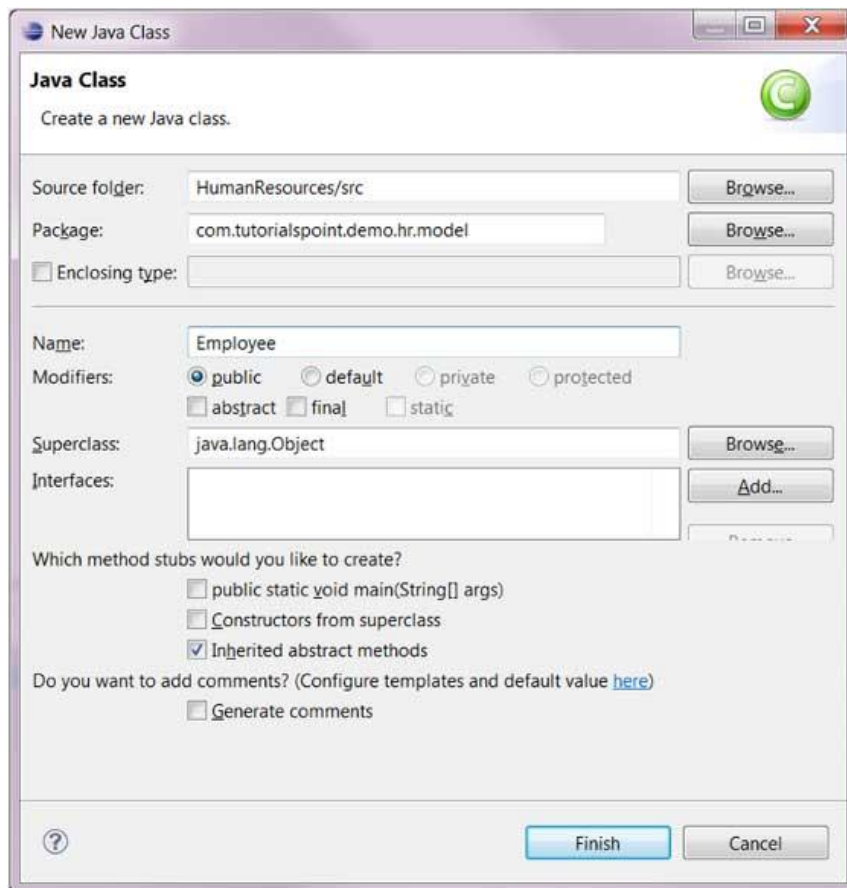 New Java Class
Java Class
Create a new Java class.
Source folder: HumanResources/src Browse...
Package: com.tutorialspoint.demo.hr.model Browse...
Enclosing type: Browse...
Name: Employee
Modifiers: public default private protected
abstract final static
Superclass: java.lang.Object Browse...
Interfaces: Add...
Which method stubs would you like to create?
public static void main(String[] args)
Constructors from superclass
Inherited abstract methods
Do you want to add comments? (Configure templates and default value here)
Generate comments
? Finish Cancel